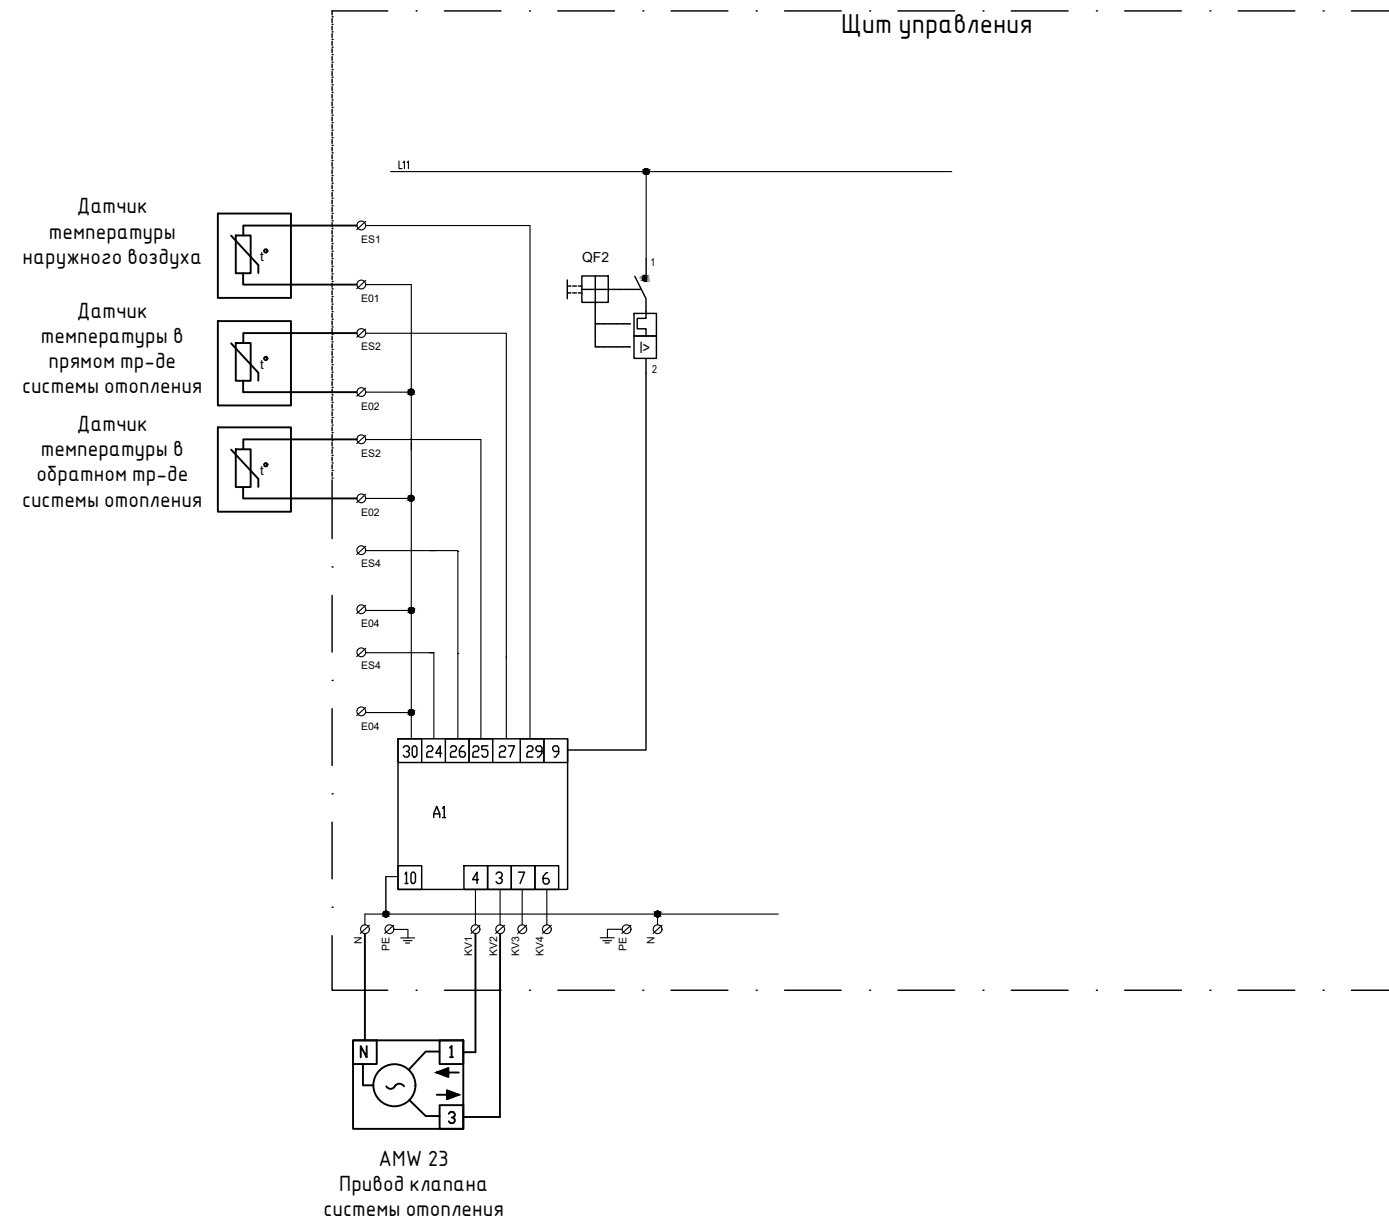 Щит управления
L11
Датчик
температуры
наружного воздуха
t°
ES1
E01
QF2
1
I>
2
Датчик
температуры в
прямом тр-де
системы отопления
t°
ES2
E02
Датчик
температуры в
обратном тр-де
системы отопления
t°
ES2
E02
ES4
E04
ES4
E04
30 24 26 25 27 29 9
A1
10 4 3 7 6
N PE KV1 KV2 KV3 KV4 PE N
N 1
3
AMW 23
Привод клапана
системы отопления